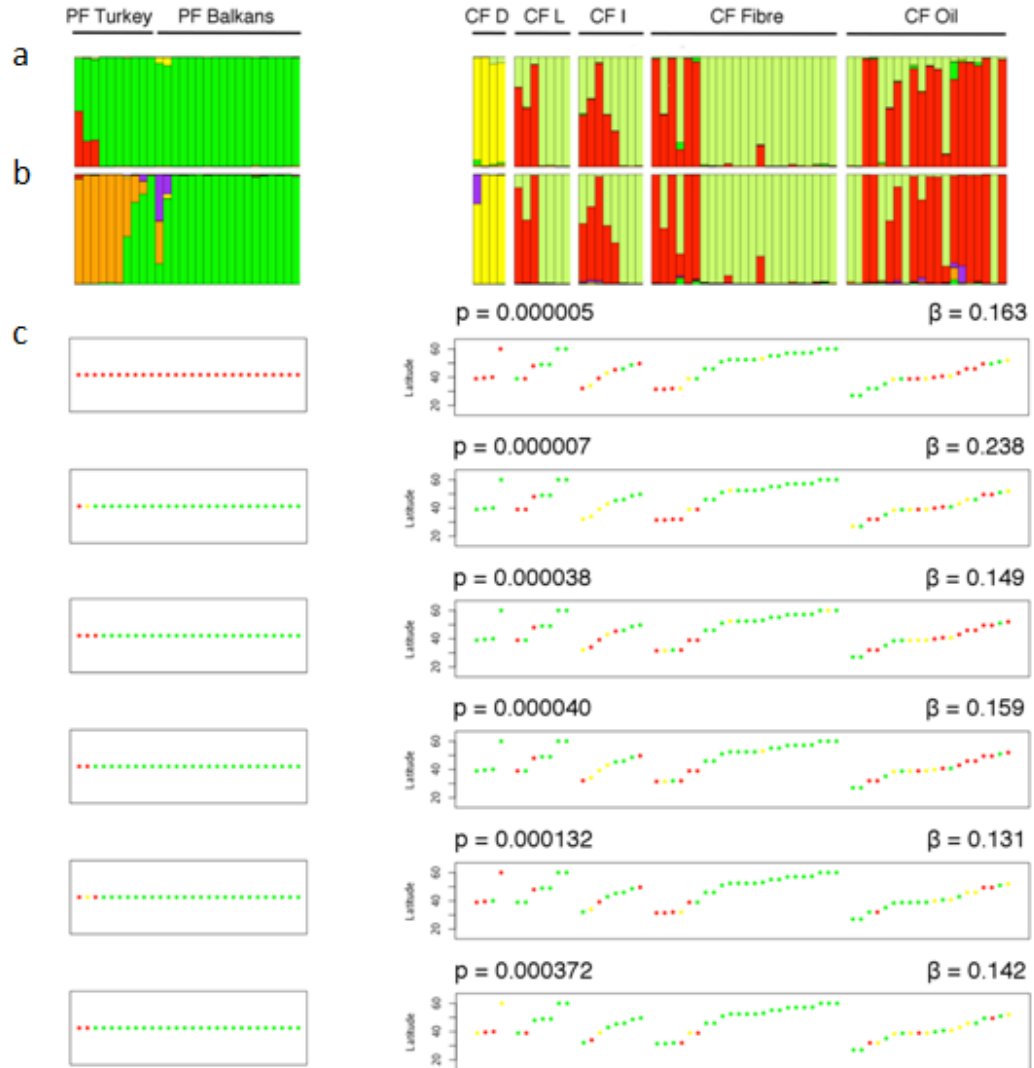 PF Turkey PF Balkans CF D CF L CF I CF Fibre CF Oil
a
b
c
p = 0.000005 β = 0.163
Latitude
60
40
20
p = 0.000007 β = 0.238
Latitude
60
40
20
p = 0.000038 β = 0.149
Latitude
60
40
20
p = 0.000040 β = 0.159
Latitude
60
40
20
p = 0.000132 β = 0.131
Latitude
60
40
20
p = 0.000372 β = 0.142
Latitude
60
40
20